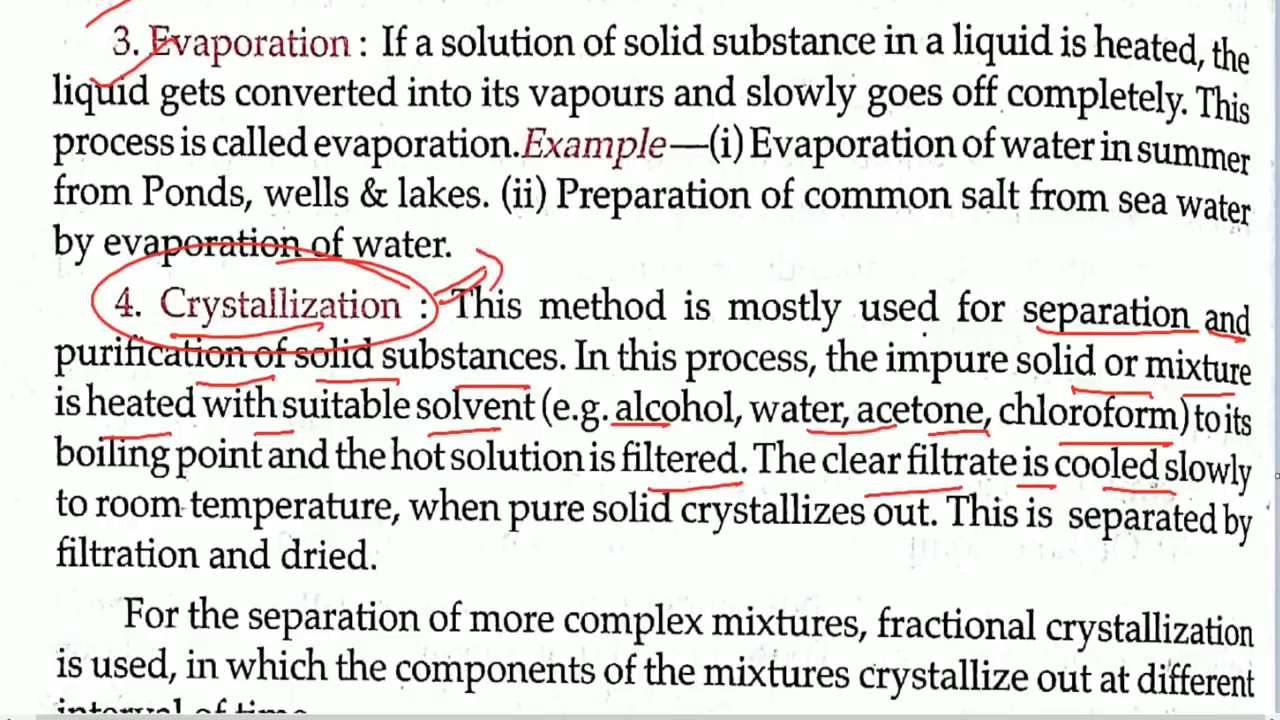 3. Evaporation : If a solution of solid substance in a liquid is heated, the
liquid gets converted into its vapours and slowly goes off completely. This
process is called evaporation. Example—(i) Evaporation of water in summer
from Ponds, wells & lakes. (ii) Preparation of common salt from sea water
by evaporation of water.
4. Crystallization : This method is mostly used for separation and
purification of solid substances. In this process, the impure solid or mixture
is heated with suitable solvent (e.g. alcohol, water, acetone, chloroform) to its
boiling point and the hot solution is filtered. The clear filtrate is cooled slowly
to room temperature, when pure solid crystallizes out. This is separated by
filtration and dried.
For the separation of more complex mixtures, fractional crystallization
is used, in which the components of the mixtures crystallize out at different
interval of time.